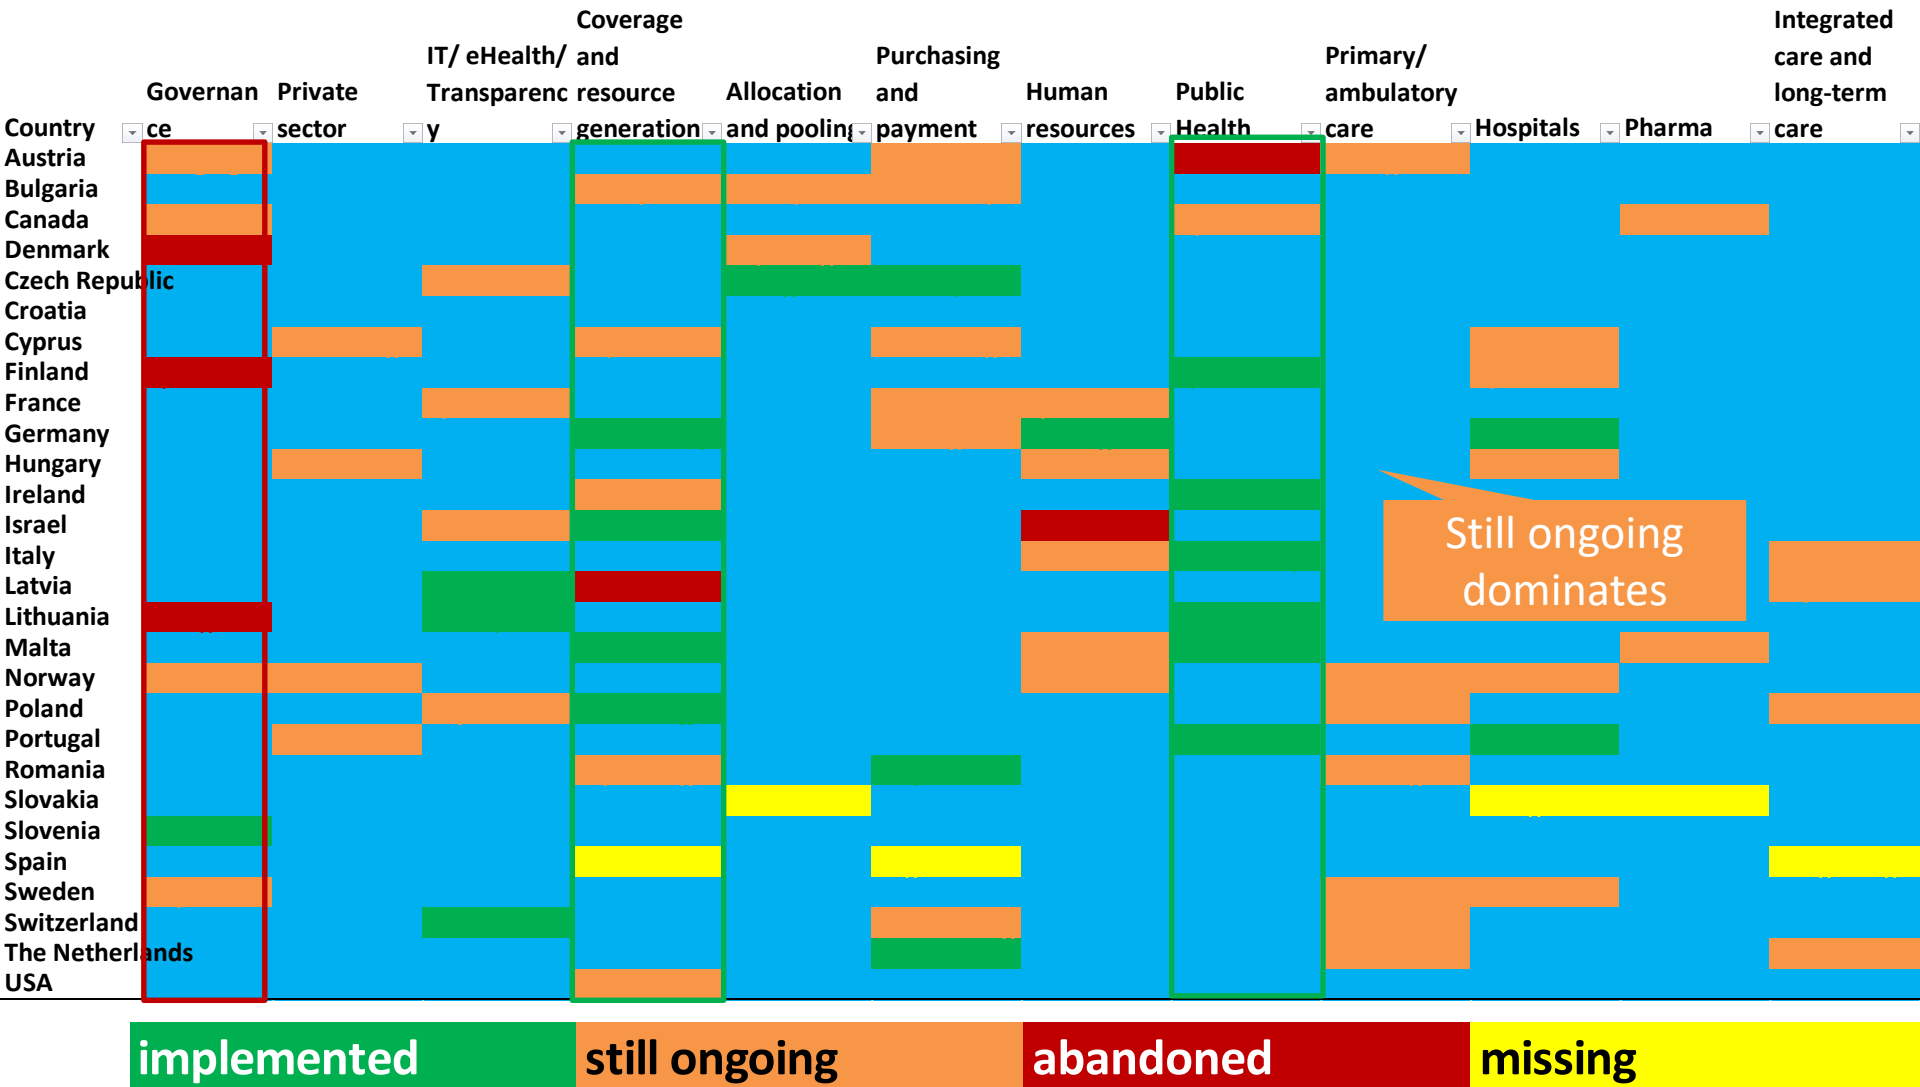 Country
Governan
ce
Private
sector
IT/ eHealth/
Transparenc
y
Coverage
and
resource
generation
Allocation
and pooling
Purchasing
and
payment
Human
resources
Public
Health
Primary/
ambulatory
care
Hospitals
Pharma
Integrated
care and
long-term
care
Austria
Bulgaria
Canada
Denmark
Czech Republic
Croatia
Cyprus
Finland
France
Germany
Hungary
Ireland
Israel
Italy
Latvia
Lithuania
Malta
Norway
Poland
Portugal
Romania
Slovakia
Slovenia
Spain
Sweden
Switzerland
The Netherlands
USA
Still ongoing
dominates
implemented
still ongoing
abandoned
missing